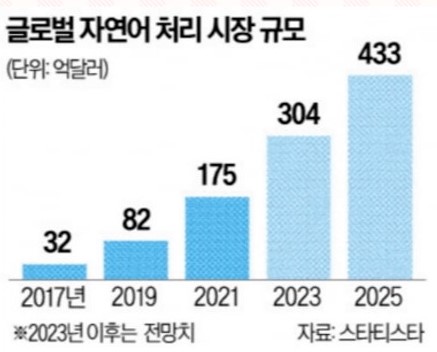 글로벌 자연어 처리 시장 규모
(단위: 억달러)
32 82 175 304 433
2017년 2019 2021 2023 2025
※2023년 이후는 전망치 자료: 스타티스타